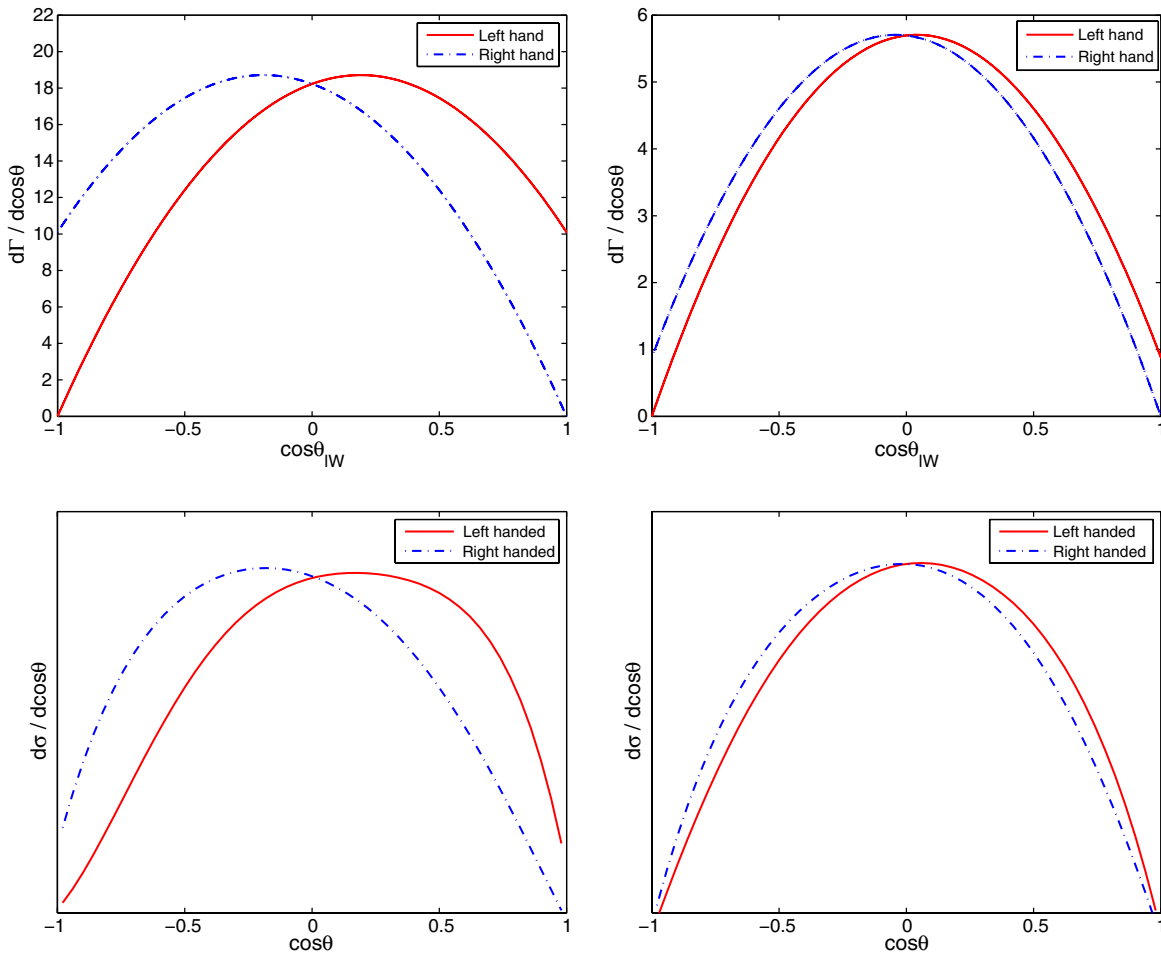 22
20
18
16
14
12
10
8
6
4
2
0
−1
−0.5
0
0.5
1
dΓ / dcosθ
cosθlW
Left hand
Right hand
6
5
4
3
2
1
0
−1
−0.5
0
0.5
1
dΓ / dcosθ
cosθlW
Left hand
Right hand
−1
−0.5
0
0.5
1
dσ / dcosθ
cosθ
Left handed
Right handed
−1
−0.5
0
0.5
1
dσ / dcosθ
cosθ
Left handed
Right handed